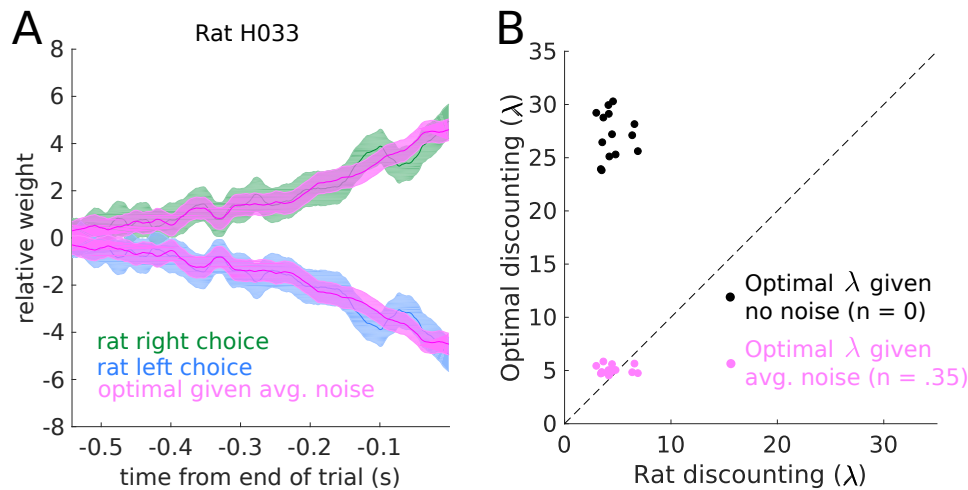 A
Rat H033
8
6
4
2
0
-2
-4
-6
-8
relative weight
rat right choice
rat left choice
optimal given avg. noise
-0.5
-0.4
-0.3
-0.2
-0.1
time from end of trial (s)
B
35
30
25
20
15
10
5
0
Optimal discounting (λ)
Optimal λ given
no noise (n = 0)
Optimal λ given
avg. noise (n = .35)
0
10
20
30
Rat discounting (λ)